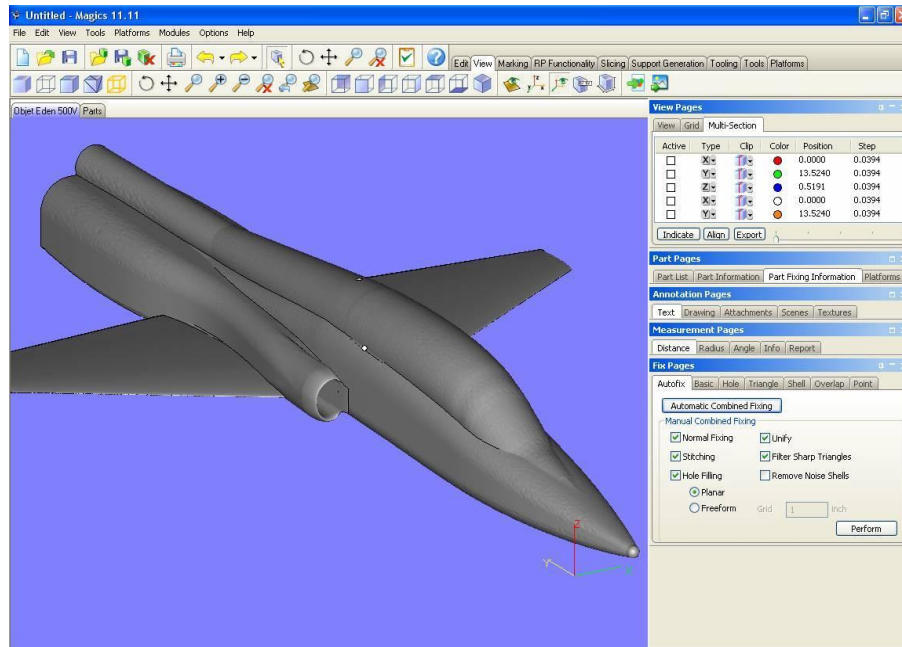 Untitled - Magics 11.11
File Edit View Tools Platforms Modules Options Help
Edit View Marking RP Functionality Slicing Support Generation Tooling Tools Platforms
Objet Eden 500V Parts
View Pages
View Grid Multi-Section
Active Type Clip Color Position Step
X 0.0000 0.0394
Y 13.5240 0.0394
Z 0.5191 0.0394
X 0.0000 0.0394
Y 13.5240 0.0394
Indicate Align Export
Part Pages
Part List Part Information Part Fixing Information Platforms
Annotation Pages
Text Drawing Attachments Scenes Textures
Measurement Pages
Distance Radius Angle Info Report
Fix Pages
Autofix Basic Hole Triangle Shell Overlap Point
Automatic Combined Fixing
Manual Combined Fixing
Normal Fixing Unify
Stitching Filter Sharp Triangles
Hole Filling Remove Noise Shells
Planar
Freeform Grid 1 inch
Perform
Z
Y